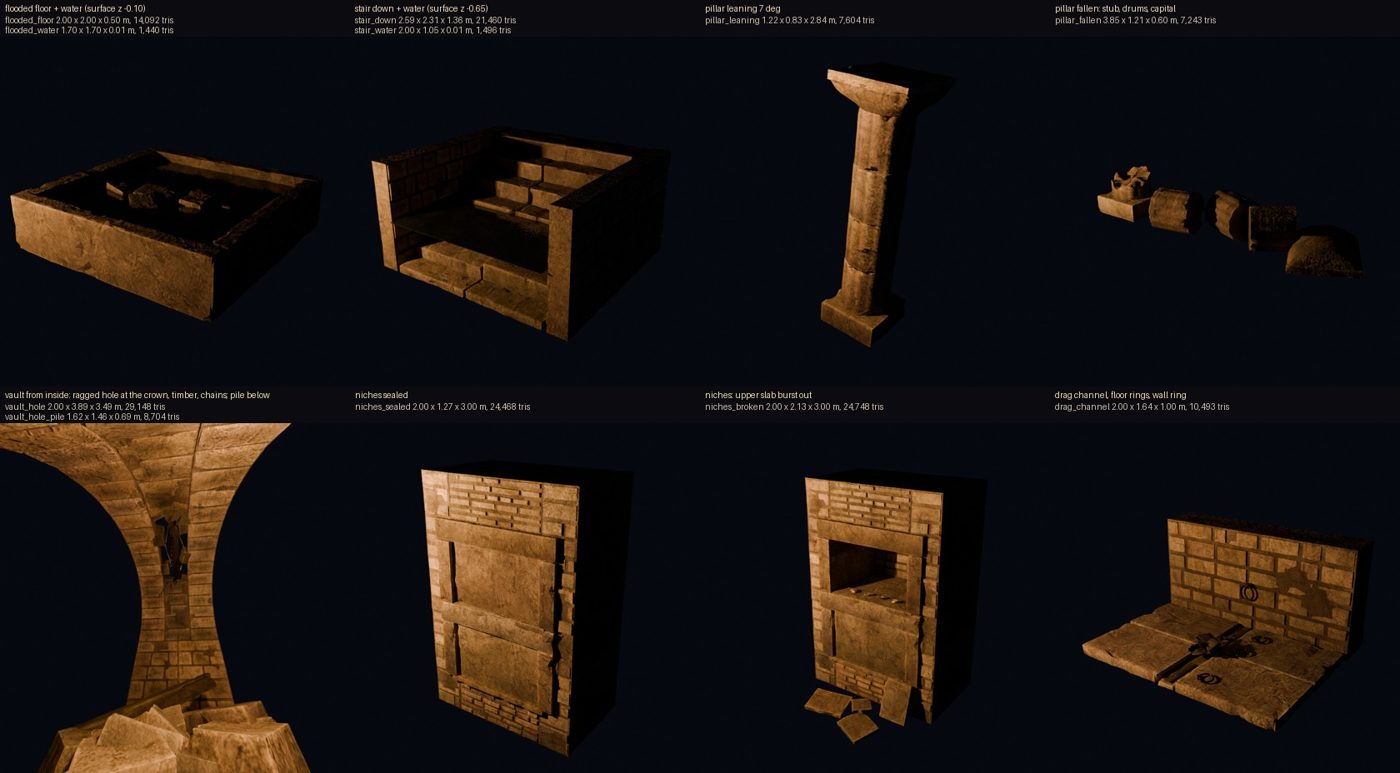 flooded floor + water (surface z -0.10)
flooded_floor 2.00 x 2.00 x 0.50 m, 14,092 tris
flooded_water 1.70 x 1.70 x 0.01 m, 1,440 tris
stair down + water (surface z -0.65)
stair_down 2.59 x 2.31 x 1.36 m, 21,460 tris
stair_water 2.00 x 1.05 x 0.01 m, 1,496 tris
pillar leaning 7 deg
pillar_leaning 1.22 x 0.83 x 2.84 m, 7,604 tris
pillar fallen: stub, drums, capital
pillar_fallen 3.85 x 1.21 x 0.60 m, 7,243 tris
vault from inside: ragged hole at the crown, timber, chains; pile below
vault_hole 2.00 x 3.89 x 3.49 m, 29,148 tris
vault_hole_pile 1.62 x 1.46 x 0.69 m, 8,704 tris
niches sealed
niches_sealed 2.00 x 1.27 x 3.00 m, 24,468 tris
niches: upper slab burst out
niches_broken 2.00 x 2.13 x 3.00 m, 24,748 tris
drag channel, floor rings, wall ring
drag_channel 2.00 x 1.64 x 1.00 m, 10,493 tris